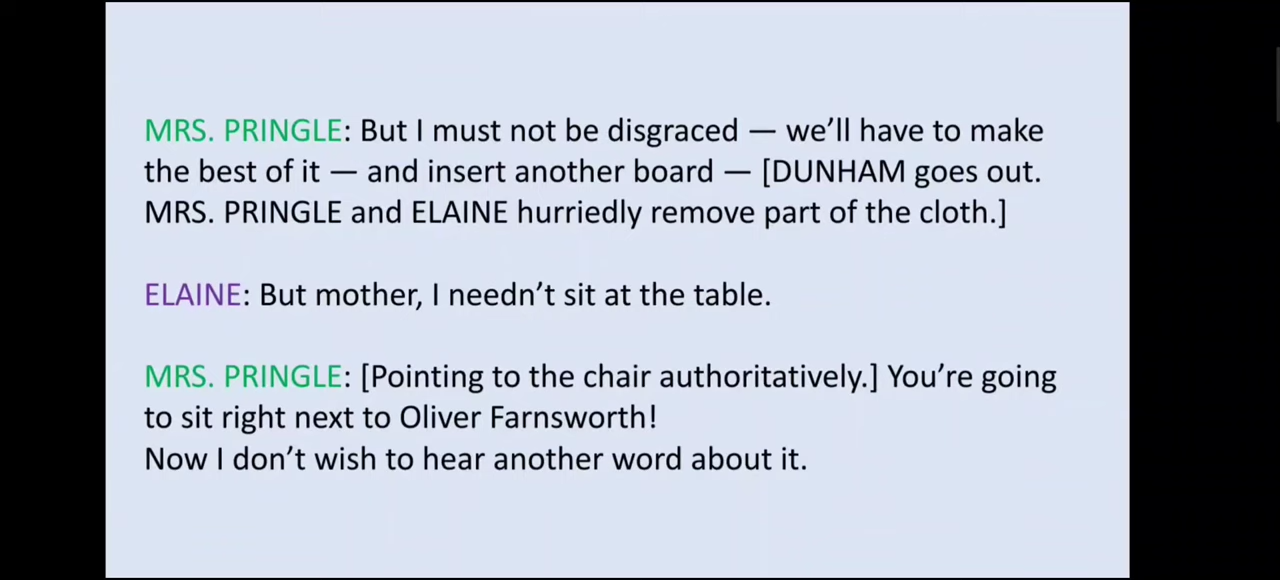 MRS. PRINGLE: But I must not be disgraced — we’ll have to make
the best of it — and insert another board — [DUNHAM goes out.
MRS. PRINGLE and ELAINE hurriedly remove part of the cloth.]
ELAINE: But mother, I needn’t sit at the table.
MRS. PRINGLE: [Pointing to the chair authoritatively.] You’re going
to sit right next to Oliver Farnsworth!
Now I don’t wish to hear another word about it.